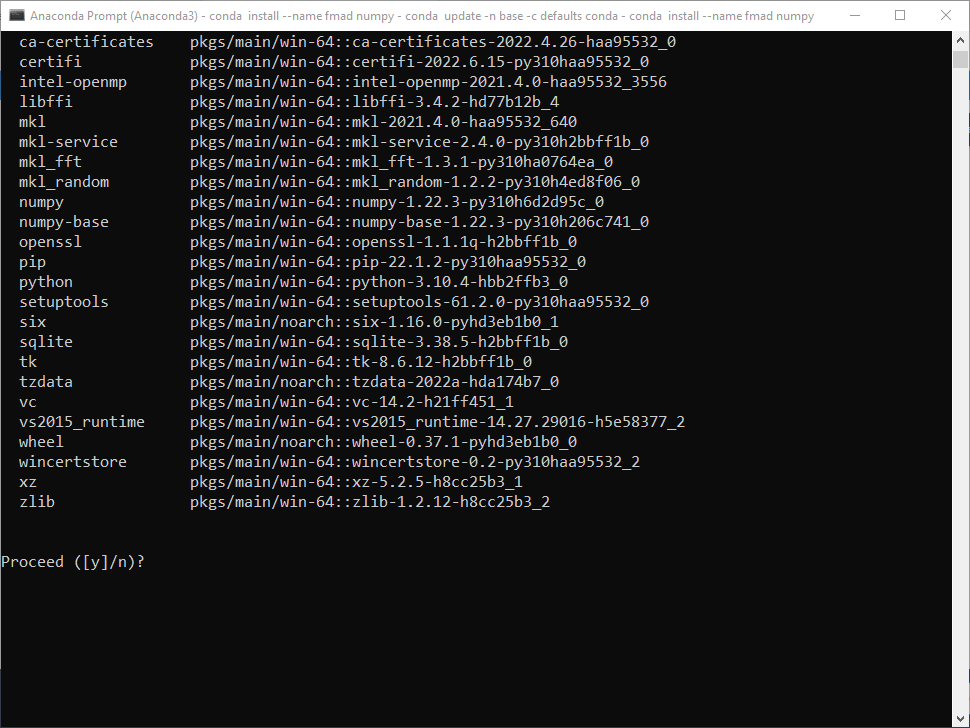 Anaconda Prompt (Anaconda3) - conda install --name fmad numpy - conda update -n base -c defaults conda - conda install --name fmad numpy
ca-certificates pkgs/main/win-64::ca-certificates-2022.4.26-haa95532_0
certifi pkgs/main/win-64::certifi-2022.6.15-py310haa95532_0
intel-openmp pkgs/main/win-64::intel-openmp-2021.4.0-haa95532_3556
libffi pkgs/main/win-64::libffi-3.4.2-hd77b12b_4
mkl pkgs/main/win-64::mkl-2021.4.0-haa95532_640
mkl-service pkgs/main/win-64::mkl-service-2.4.0-py310h2bbff1b_0
mkl_fft pkgs/main/win-64::mkl_fft-1.3.1-py310ha0764ea_0
mkl_random pkgs/main/win-64::mkl_random-1.2.2-py310h4ed8f06_0
numpy pkgs/main/win-64::numpy-1.22.3-py310h6d2d95c_0
numpy-base pkgs/main/win-64::numpy-base-1.22.3-py310h206c741_0
openssl pkgs/main/win-64::openssl-1.1.1q-h2bbff1b_0
pip pkgs/main/win-64::pip-22.1.2-py310haa95532_0
python pkgs/main/win-64::python-3.10.4-hbb2ffb3_0
setuptools pkgs/main/win-64::setuptools-61.2.0-py310haa95532_0
six pkgs/main/noarch::six-1.16.0-pyhd3eb1b0_1
sqlite pkgs/main/win-64::sqlite-3.38.5-h2bbff1b_0
tk pkgs/main/win-64::tk-8.6.12-h2bbff1b_0
tzdata pkgs/main/noarch::tzdata-2022a-hda174b7_0
vc pkgs/main/win-64::vc-14.2-h21ff451_1
vs2015_runtime pkgs/main/win-64::vs2015_runtime-14.27.29016-h5e58377_2
wheel pkgs/main/noarch::wheel-0.37.1-pyhd3eb1b0_0
wincertstore pkgs/main/win-64::wincertstore-0.2-py310haa95532_2
xz pkgs/main/win-64::xz-5.2.5-h8cc25b3_1
zlib pkgs/main/win-64::zlib-1.2.12-h8cc25b3_2
Proceed ([y]/n)?